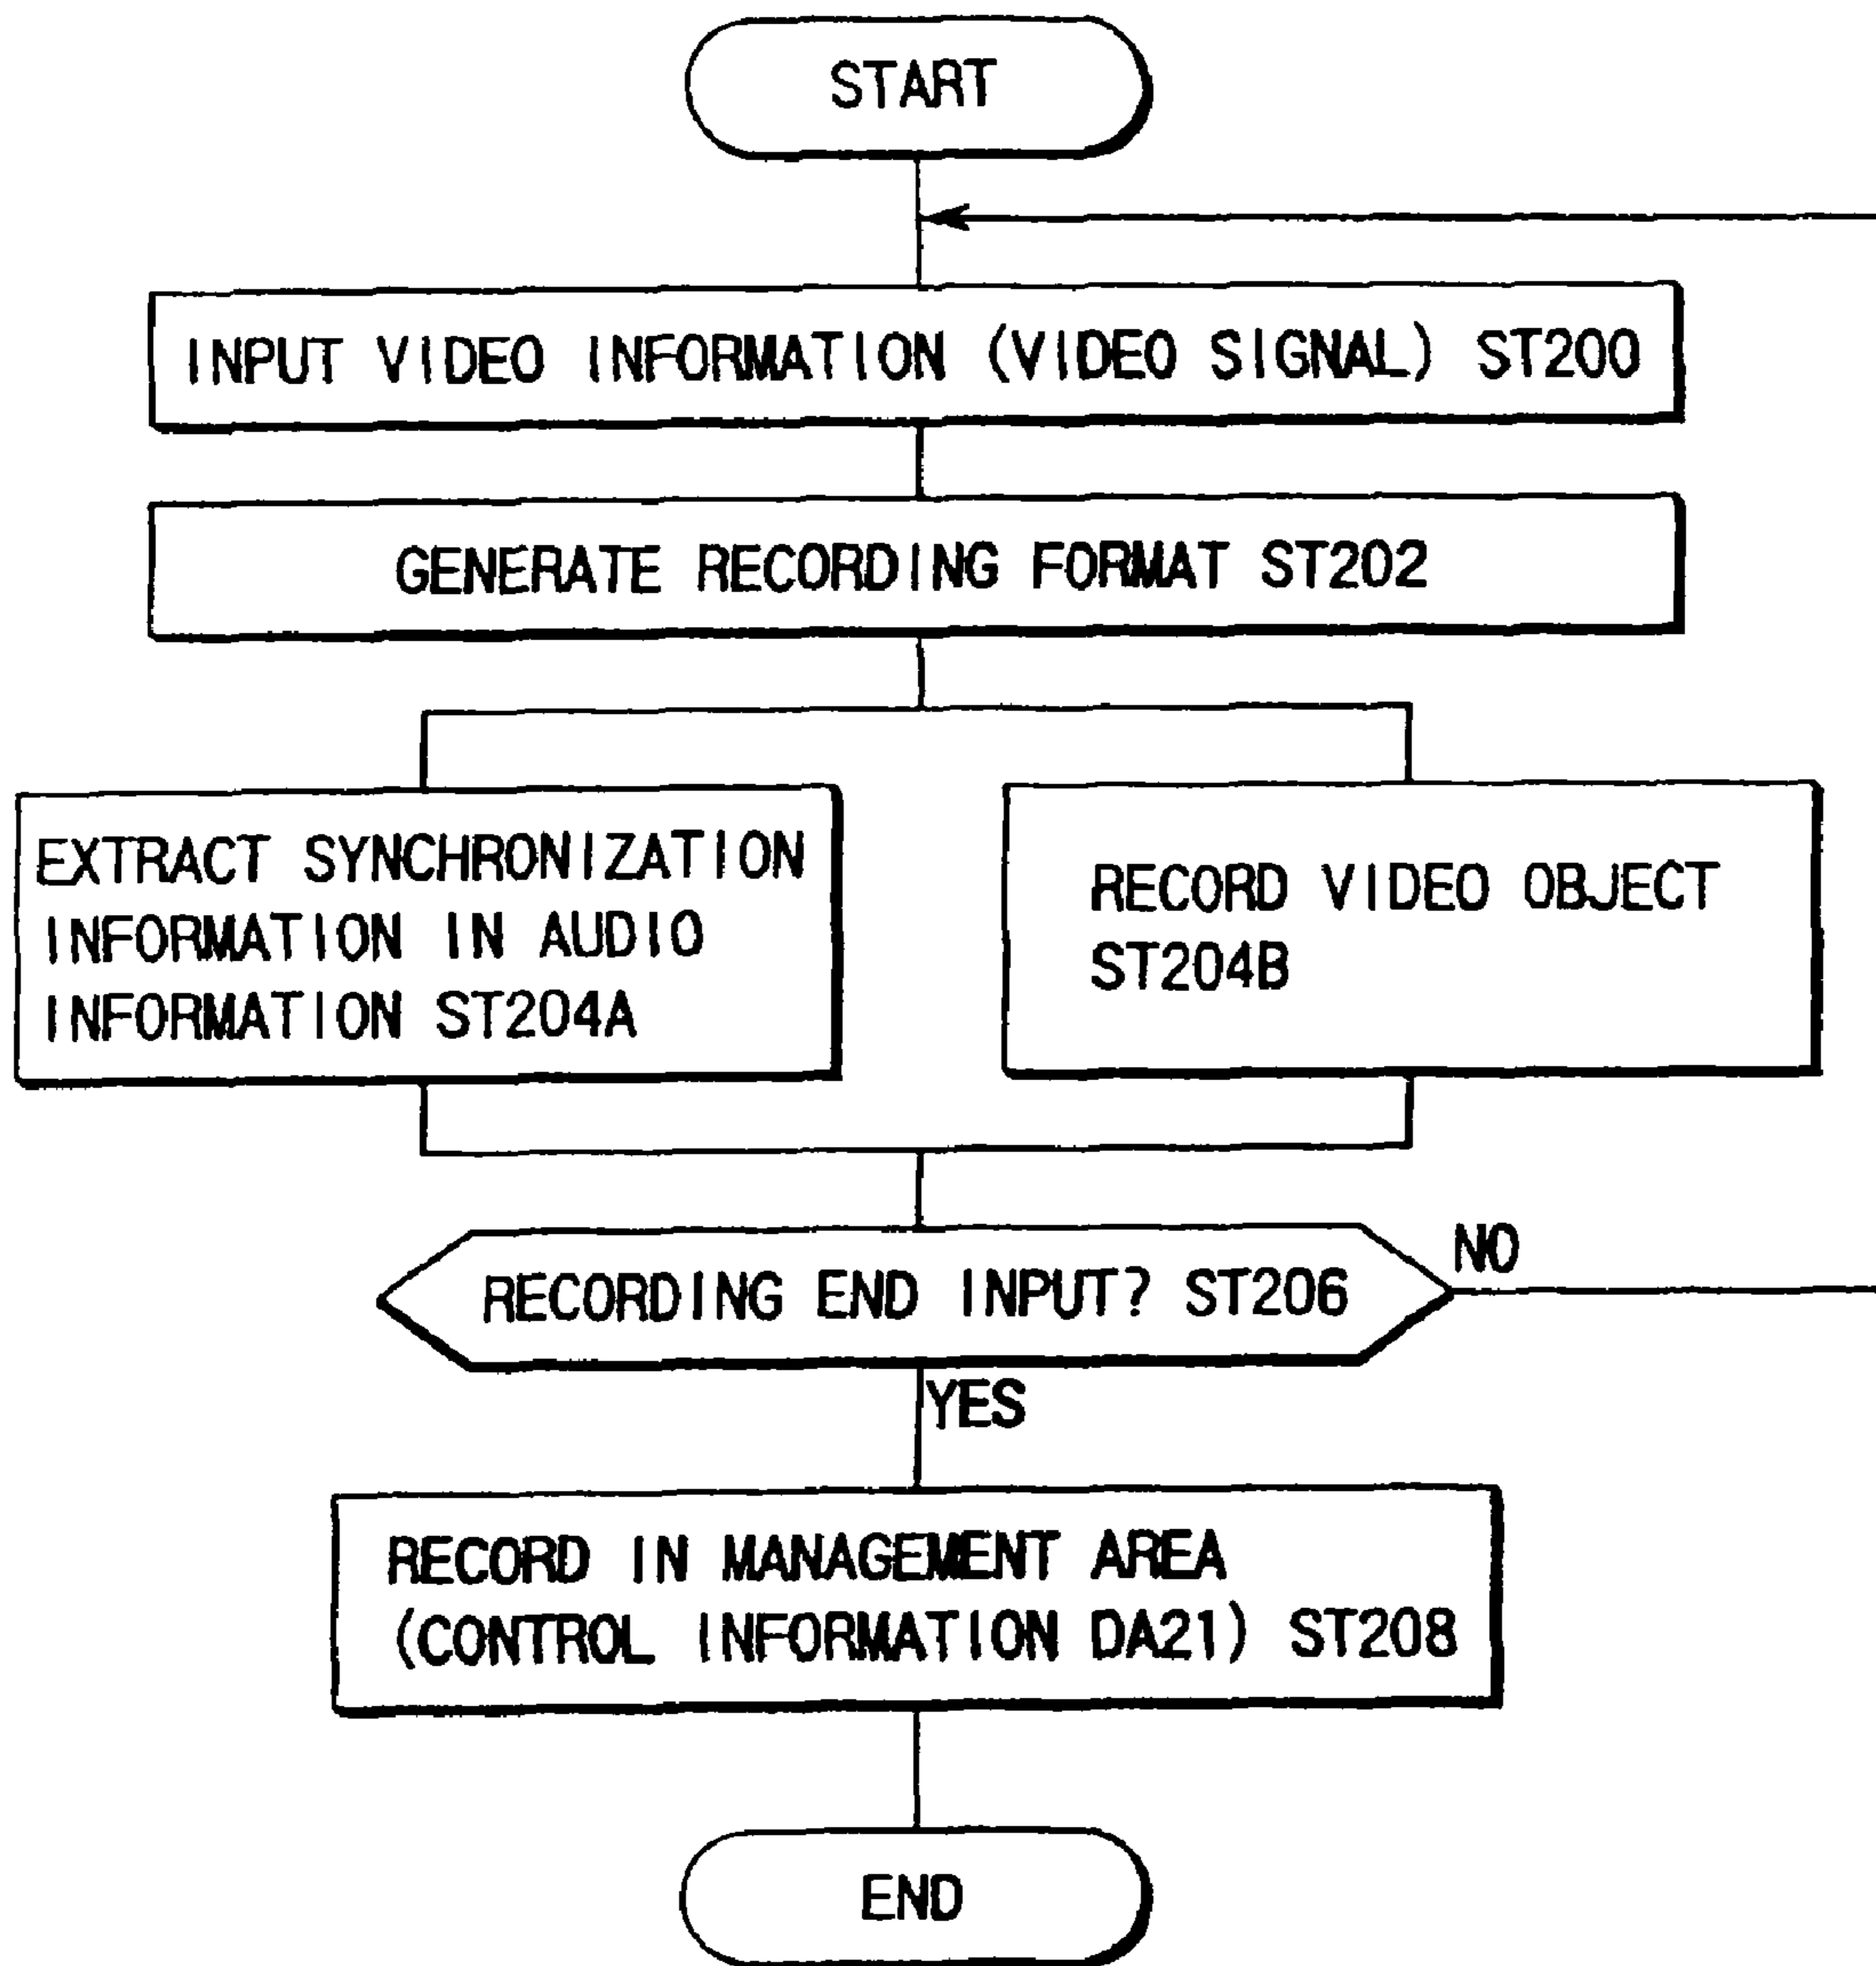 START
INPUT VIDEO INFORMATION (VIDEO SIGNAL) ST200
GENERATE RECORDING FORMAT ST202
EXTRACT SYNCHRONIZATION
INFORMATION IN AUDIO
INFORMATION ST204A
RECORD VIDEO OBJECT
ST204B
RECORDING END INPUT? ST206
NO
YES
RECORD IN MANAGEMENT AREA
(CONTROL INFORMATION DA21) ST208
END